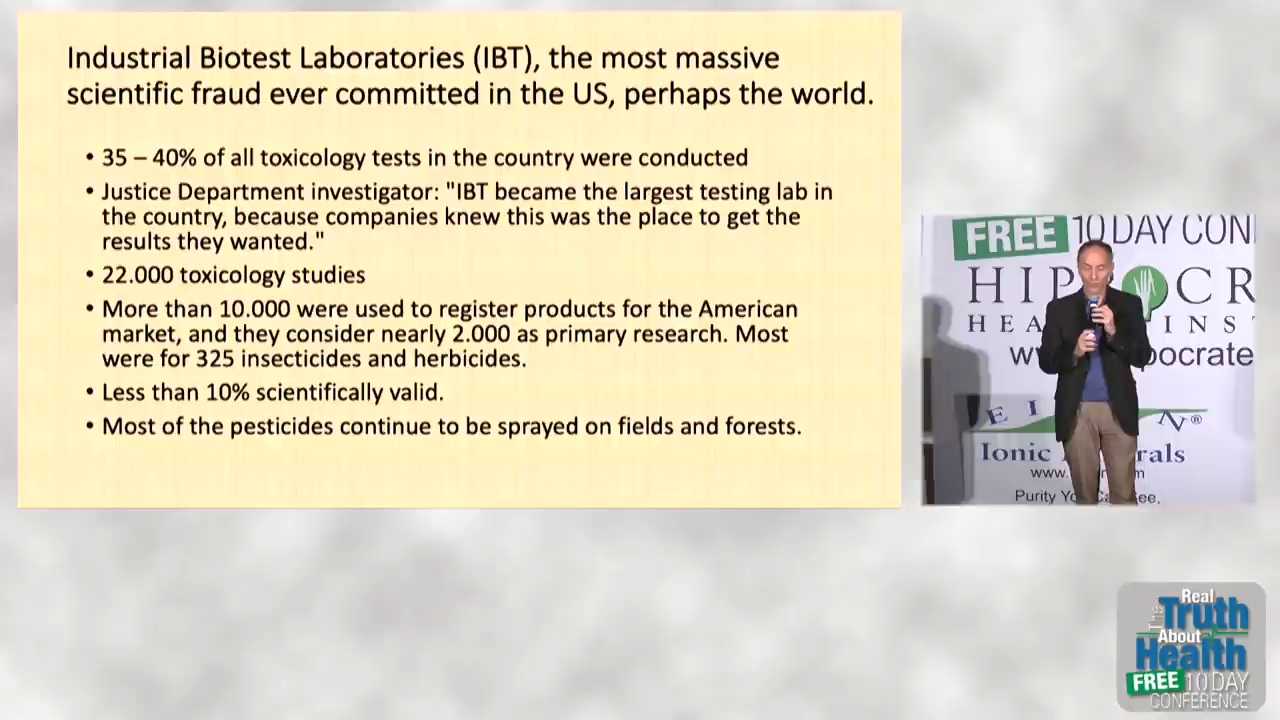 Industrial Biotest Laboratories (IBT), the most massive
scientific fraud ever committed in the US, perhaps the world.
• 35 – 40% of all toxicology tests in the country were conducted
• Justice Department investigator: "IBT became the largest testing lab in
the country, because companies knew this was the place to get the
results they wanted."
• 22.000 toxicology studies
• More than 10.000 were used to register products for the American
market, and they consider nearly 2.000 as primary research. Most
were for 325 insecticides and herbicides.
• Less than 10% scientifically valid.
• Most of the pesticides continue to be sprayed on fields and forests.
FREE 10 DAY CON
HIP OCR
HEA INST
w pocrate
E I N®
Ionic rals
www. m
Purity Yo Ca ee.
The Real
Truth
About
Health
FREE 10 DAY
CONFERENCE